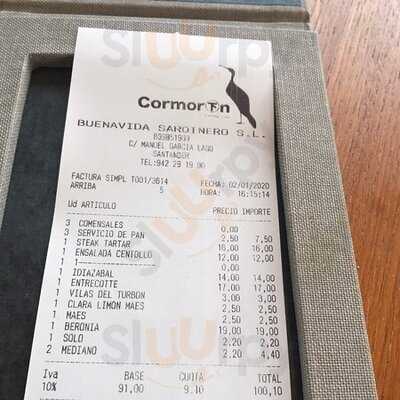 Cormorán
BUENAVIDA SARDINERO S.L.
B39851933
C/ MANUEL GARCIA LAGO
SANTANDER
TEL:942 28 19 90
FACTURA SIMPL T001/3614 FECHA: 02/01/2020
ARRIBA 5 HORA: 16:15:14
Ud ARTICULO PRECIO IMPORTE
3 COMENSALES 0,00
3 SERVICIO DE PAN 2,50 7,50
1 STEAK TARTAR 16,00 16,00
1 ENSALADA CENTOLLO 12,00 12,00
1 1-------------- 0,00
1 IDIAZABAL 14,00 14,00
1 ENTRECOTTE 17,00 17,00
1 VILAS DEL TURBON 3,00 3,00
1 CLARA LIMON MAES 2,50 2,50
1 MAES 2,50 2,50
1 BERONIA 19,00 19,00
1 SOLO 2,20 2,20
2 MEDIANO 2,20 4,40
Iva BASE CUOTA TOTAL
10% 91,00 9,10 100,10